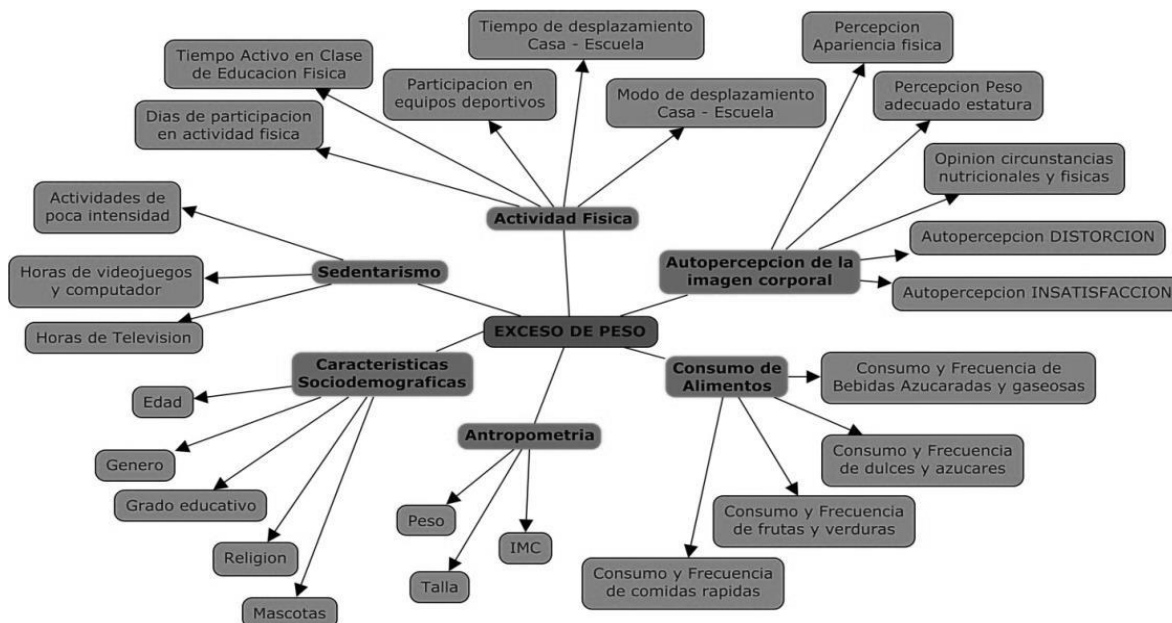 Tiempo de desplazamiento
Casa - Escuela
Percepcion
Apariencia fisica
Tiempo Activo en Clase
de Educacion Fisica
Participacion en
equipos deportivos
Modo de desplazamiento
Casa - Escuela
Percepcion Peso
adecuado estatura
Dias de participacion
en actividad fisica
Opinion circunstancias
nutricionales y fisicas
Actividades de
poca intensidad
Actividad Fisica
Autopercepcion DISTORCION
Horas de videojuegos
y computador
Sedentarismo
Autopercepcion de la
imagen corporal
Autopercepcion INSATISFACCION
Horas de Television
EXCESO DE PESO
Caracteristicas
Sociodemograficas
Consumo de
Alimentos
Consumo y Frecuencia de
Bebidas Azucaradas y gaseosas
Edad
Antropometria
Genero
Consumo y Frecuencia
de dulces y azucares
Grado educativo
Peso
Consumo y Frecuencia
de frutas y verduras
Religion
IMC
Talla
Consumo y Frecuencia
de comidas rapidas
Mascotas